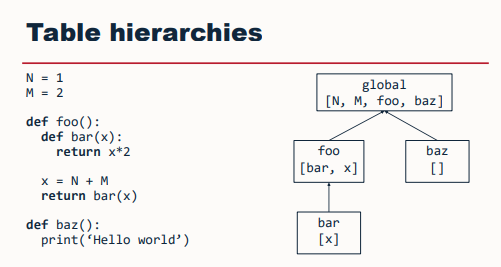 Table hierarchies
N = 1
M = 2
def foo():
  def bar(x):
    return x*2
  x = N + M
  return bar(x)
def baz():
  print(‘Hello world’)
global
[N, M, foo, baz]
foo
[bar, x]
baz
[]
bar
[x]